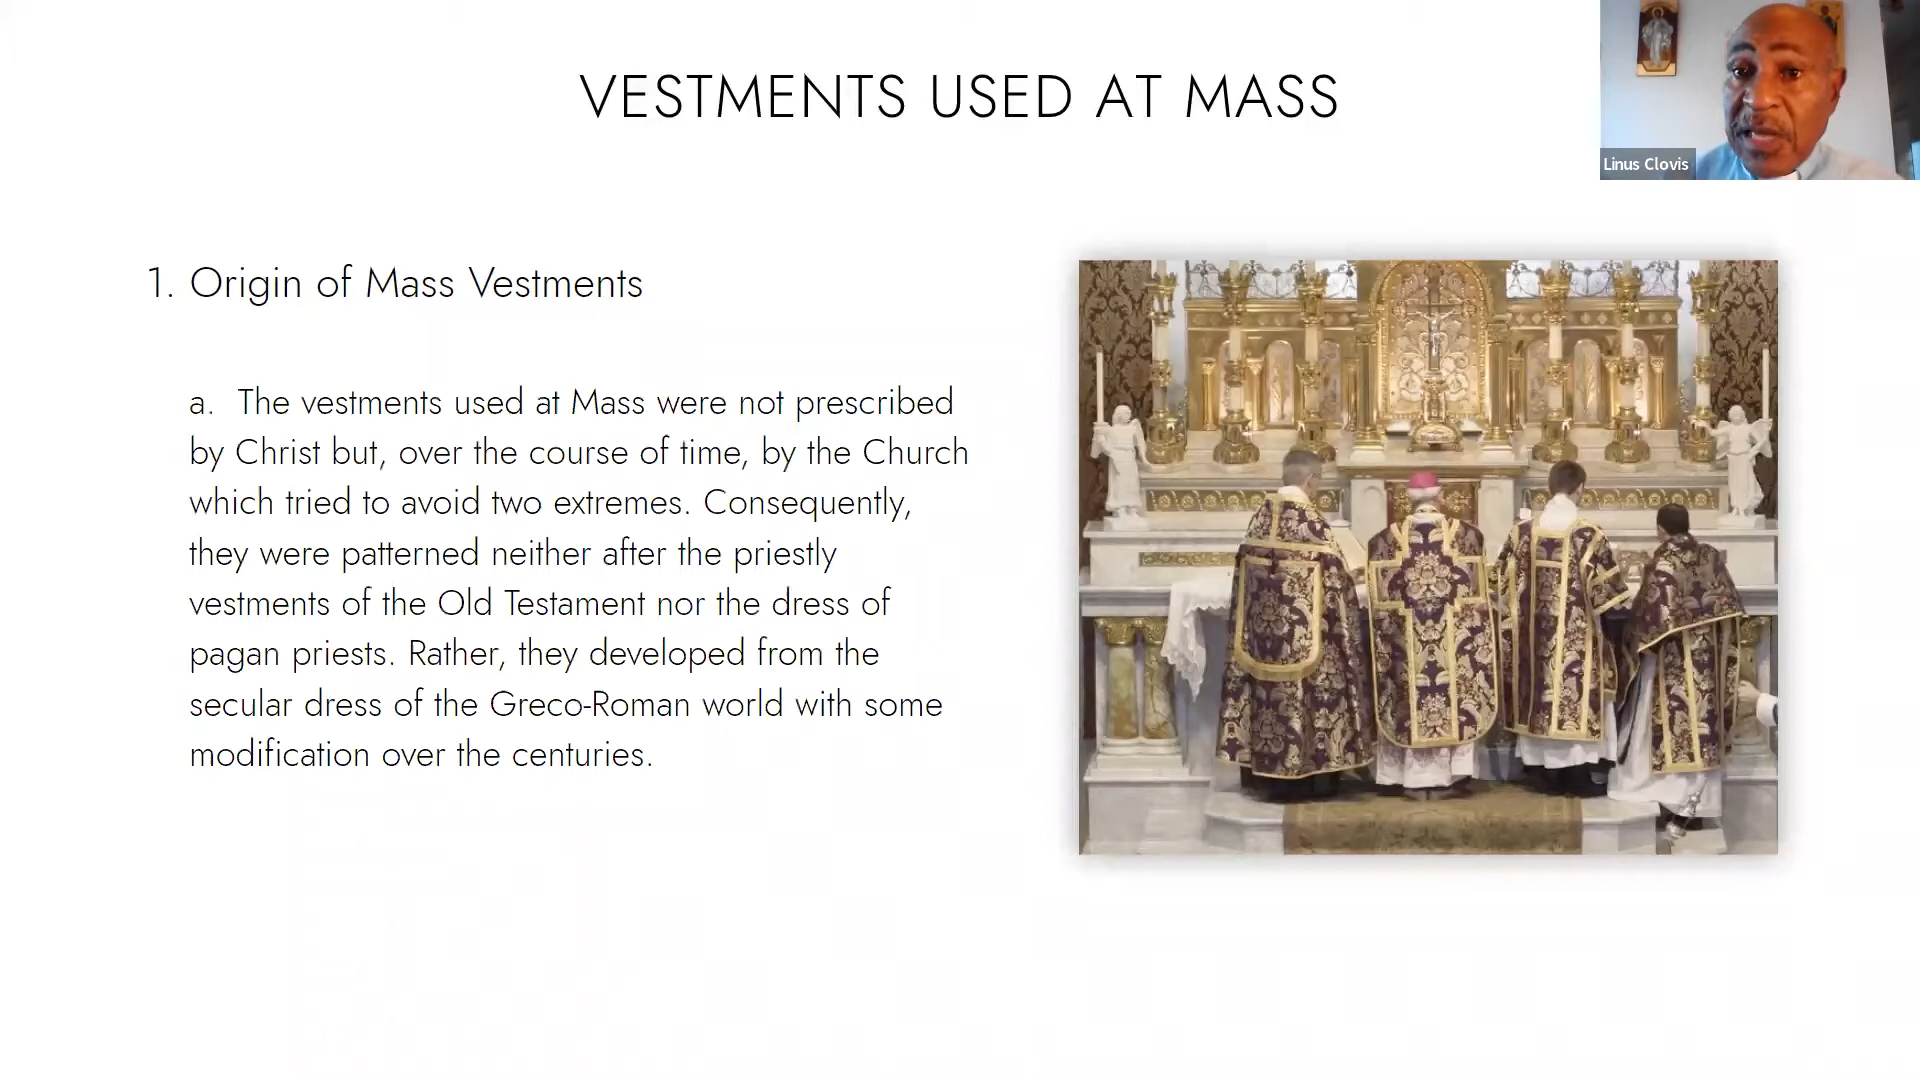 VESTMENTS USED AT MASS
Linus Clovis
1. Origin of Mass Vestments
a. The vestments used at Mass were not prescribed
by Christ but, over the course of time, by the Church
which tried to avoid two extremes. Consequently,
they were patterned neither after the priestly
vestments of the Old Testament nor the dress of
pagan priests. Rather, they developed from the
secular dress of the Greco-Roman world with some
modification over the centuries.